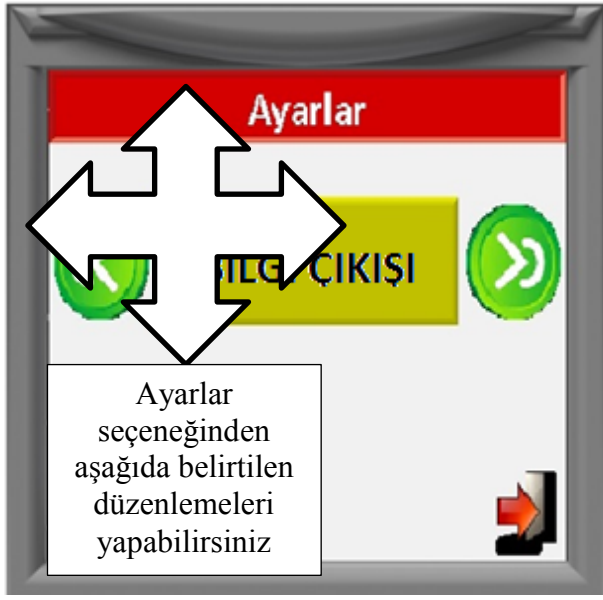 Ayarlar
ÇIKIŞI
Ayarlar
seçeneğinden
aşağıda belirtilen
düzenlemeleri
yapabilirsiniz